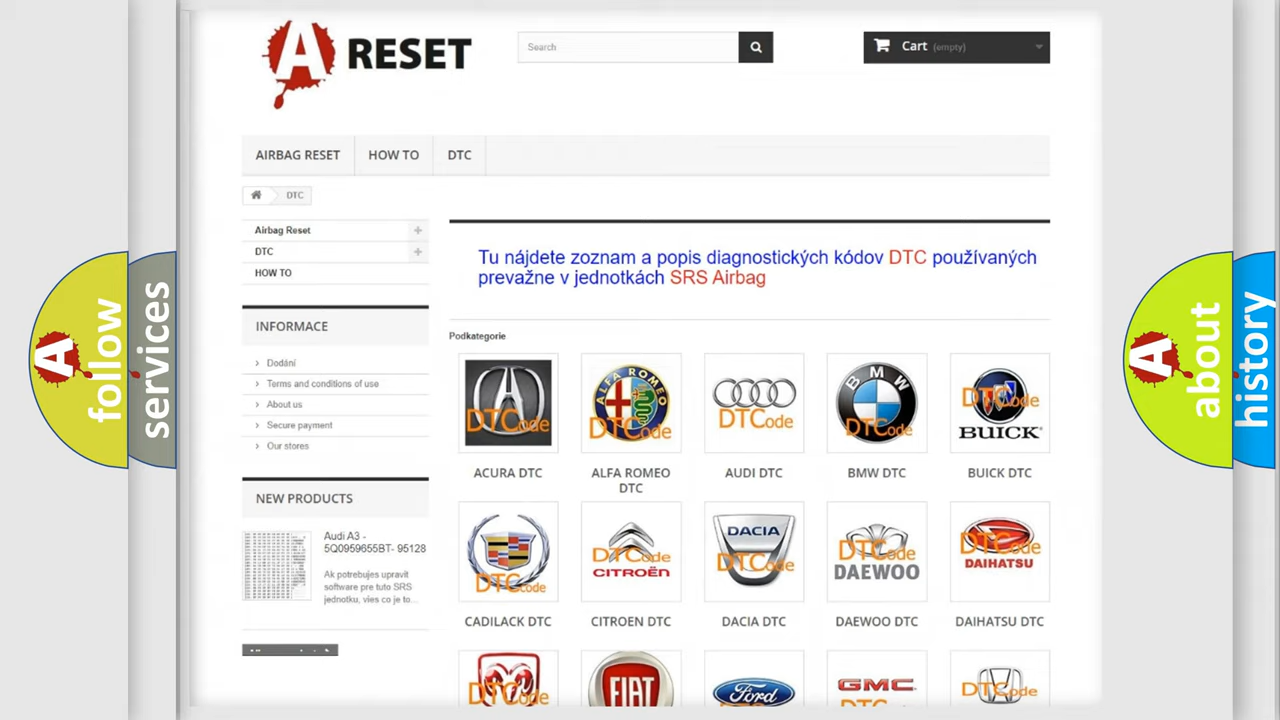 A RESET
Search
Cart (empty)
AIRBAG RESET
HOW TO
DTC
DTC
Airbag Reset
DTC
HOW TO
Tu nájdete zoznam a popis diagnostických kódov DTC používaných
prevažne v jednotkách SRS Airbag
INFORMACE
Dodání
Terms and conditions of use
About us
Secure payment
Our stores
NEW PRODUCTS
Audi A3 -
5Q0959655BT- 95128
Ak potrebujes upravit
software pre tuto SRS
jednotku, vies co je to...
Podkategorie
DTCode
ALFA ROMEO
DTCode
DTCode
BMW
DTCode
DTCode
BUICK
ACURA DTC
ALFA ROMEO
DTC
AUDI DTC
BMW DTC
BUICK DTC
DTCode
DTCode
CITROËN
DACIA
DTCode
DTCode
DAEWOO
DTCode
DAIHATSU
CADILACK DTC
CITROEN DTC
DACIA DTC
DAEWOO DTC
DAIHATSU DTC
DTCode
FIAT
Ford
GMC
DTCode
A follow
services
A about
history